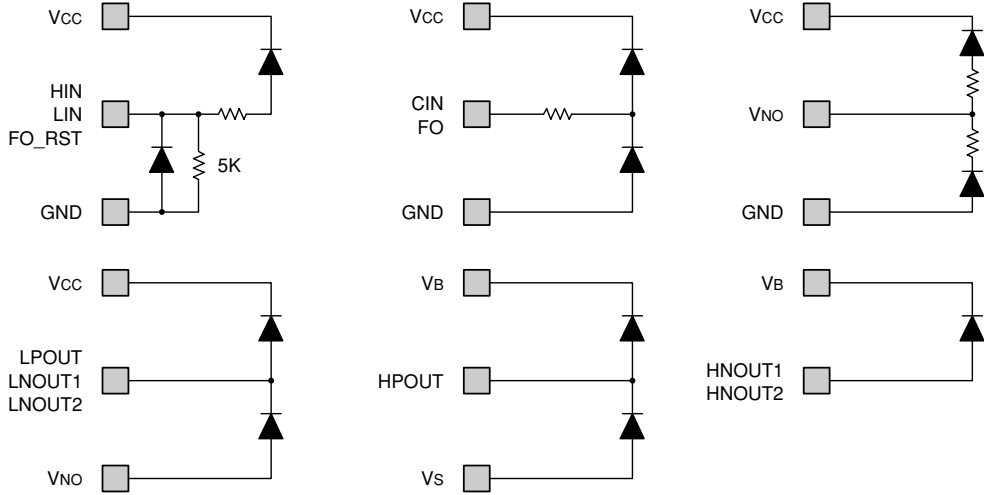 VCC
HIN
LIN
FO_RST
5K
GND
VCC
CIN
FO
GND
VCC
VNO
GND
VCC
LPOUT
LNOUT1
LNOUT2
VNO
VB
HPOUT
VS
VB
HNOUT1
HNOUT2